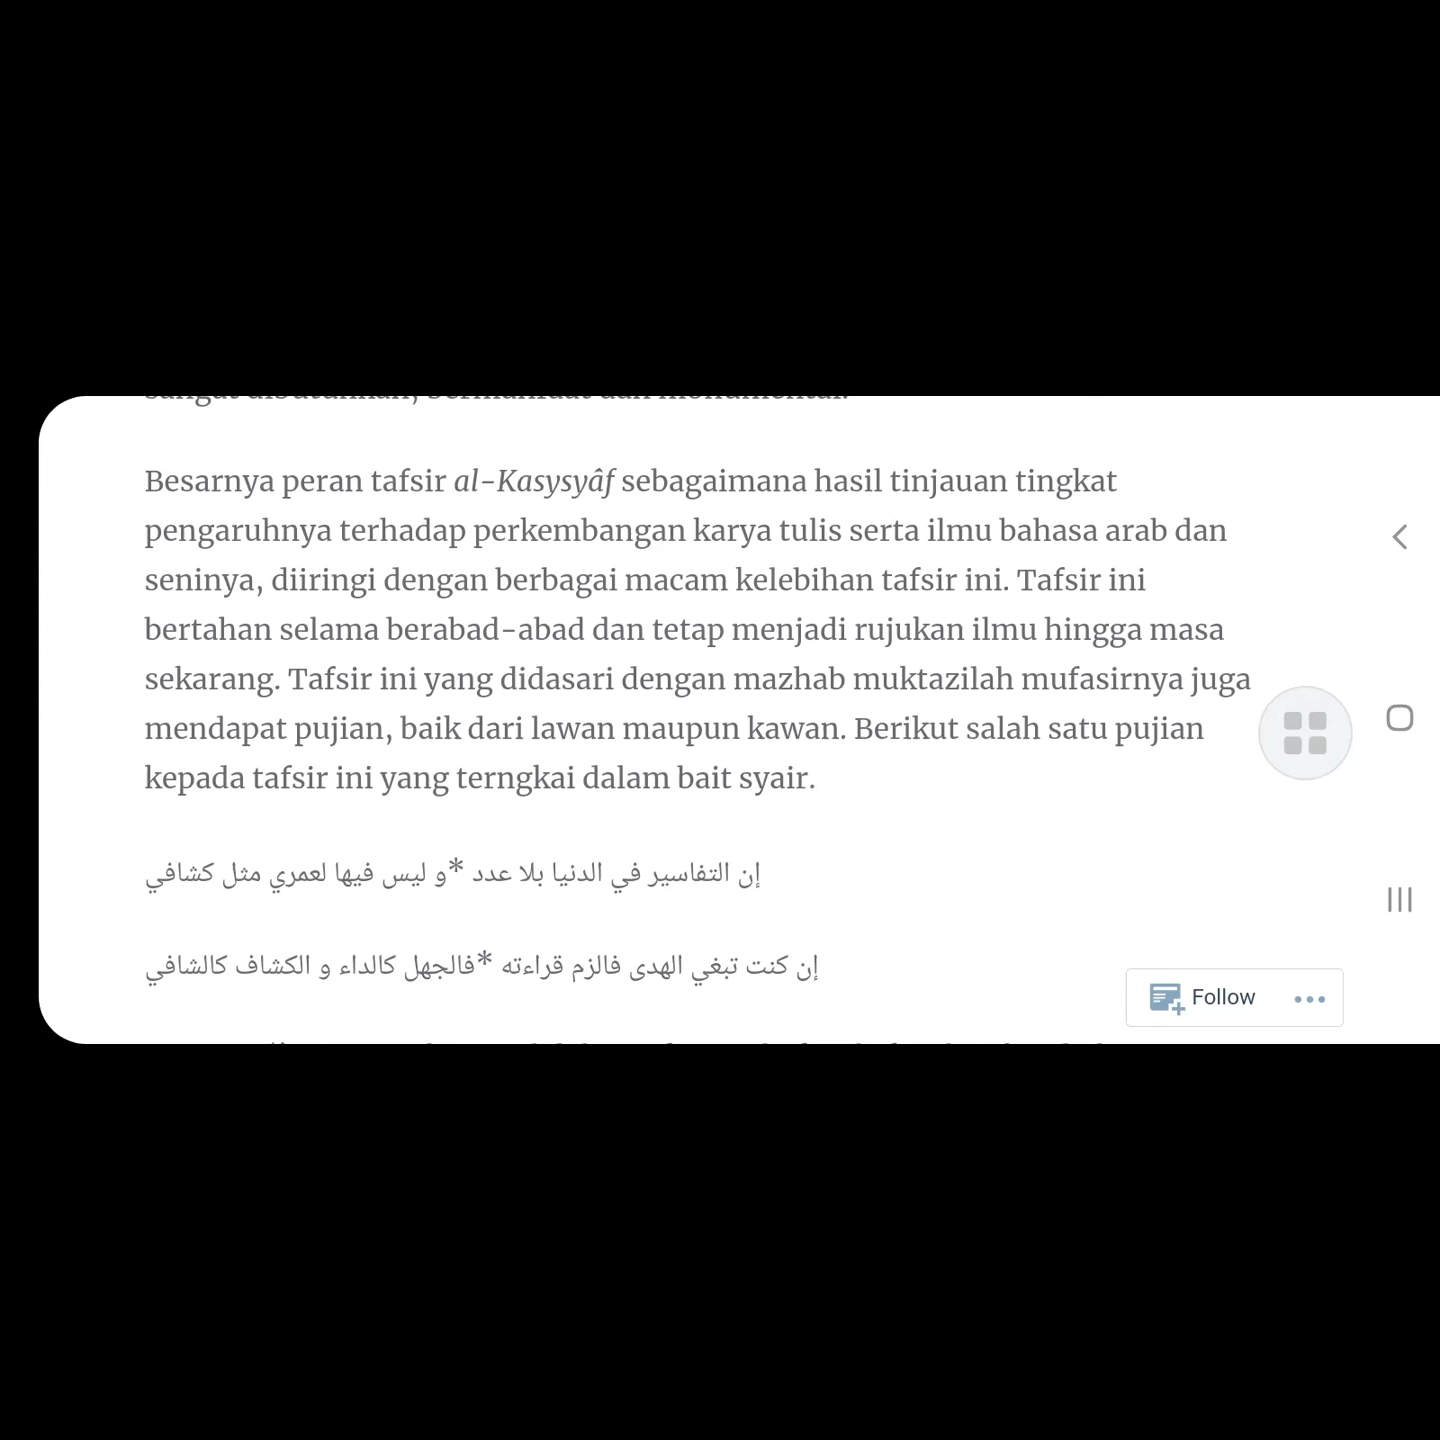 Besarnya peran tafsir al-Kasysyâf sebagaimana hasil tinjauan tingkat
pengaruhnya terhadap perkembangan karya tulis serta ilmu bahasa arab dan
seninya, diiringi dengan berbagai macam kelebihan tafsir ini. Tafsir ini
bertahan selama berabad-abad dan tetap menjadi rujukan ilmu hingga masa
sekarang. Tafsir ini yang didasari dengan mazhab muktazilah mufasirnya juga
mendapat pujian, baik dari lawan maupun kawan. Berikut salah satu pujian
kepada tafsir ini yang terngkai dalam bait syair.
إن التفاسير في الدنيا بلا عدد *و ليس فيها لعمري مثل كشافي
إن كنت تبغي الهدى فالزم قراءته *فالجهل كالداء و الكشاف كالشافي
Follow